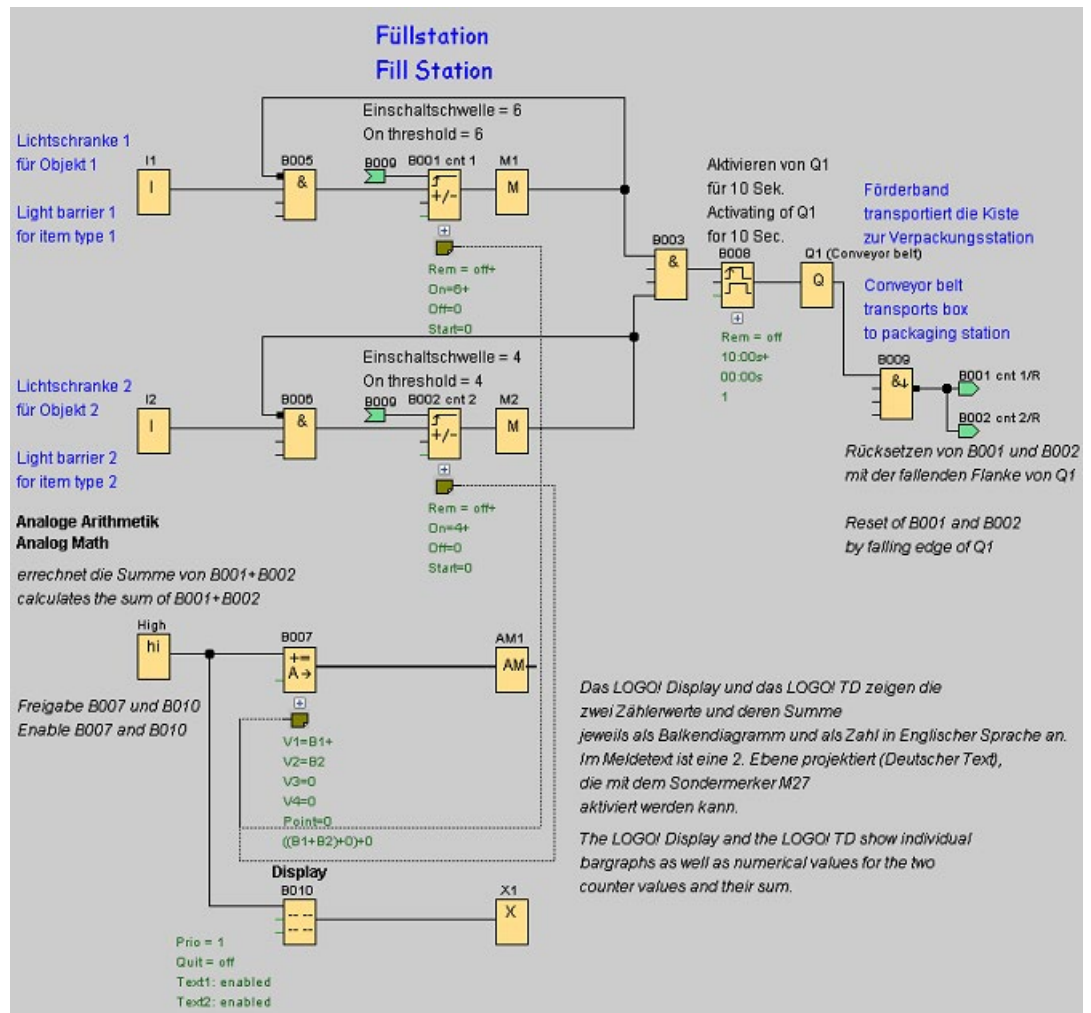 Füllstation
Fill Station
Einschaltschwelle = 6
On threshold = 6
Lichtschranke 1
für Objekt 1
Light barrier 1
for item type 1
I1
I
B005
&
B009
B001 cnt 1
+/-
M1
M
Rem = off+
On=6+
Off=0
Start=0
Aktivieren von Q1
für 10 Sek.
Activating of Q1
for 10 Sec.
B003
&
B008
Rem = off
10:00s+
00:00s
1
Q1 (Conveyor belt)
Q
Förderband
transportiert die Kiste
zur Verpackungsstation
Conveyor belt
transports box
to packaging station
B009
&↓
B001 cnt 1/R
B002 cnt 2/R
Rücksetzen von B001 und B002
mit der fallenden Flanke von Q1
Reset of B001 and B002
by falling edge of Q1
Einschaltschwelle = 4
On threshold = 4
Lichtschranke 2
für Objekt 2
Light barrier 2
for item type 2
I2
I
B006
&
B009
B002 cnt 2
+/-
M2
M
Rem = off+
On=4+
Off=0
Start=0
Analoge Arithmetik
Analog Math
errechnet die Summe von B001+B002
calculates the sum of B001+B002
High
hi
Freigabe B007 und B010
Enable B007 and B010
B007
+=
A→
AM1
AM
V1=B1+
V2=B2
V3=0
V4=0
Point=0
((B1+B2)+0)+0
Das LOGO! Display und das LOGO! TD zeigen die
zwei Zählerwerte und deren Summe
jeweils als Balkendiagramm und als Zahl in Englischer Sprache an.
Im Meldetext ist eine 2. Ebene projektiert (Deutscher Text),
die mit dem Sondermerker M27
aktiviert werden kann.
The LOGO! Display and the LOGO! TD show individual
bargraphs as well as numerical values for the two
counter values and their sum.
Display
B010
X1
X
Prio = 1
Quit = off
Text1: enabled
Text2: enabled